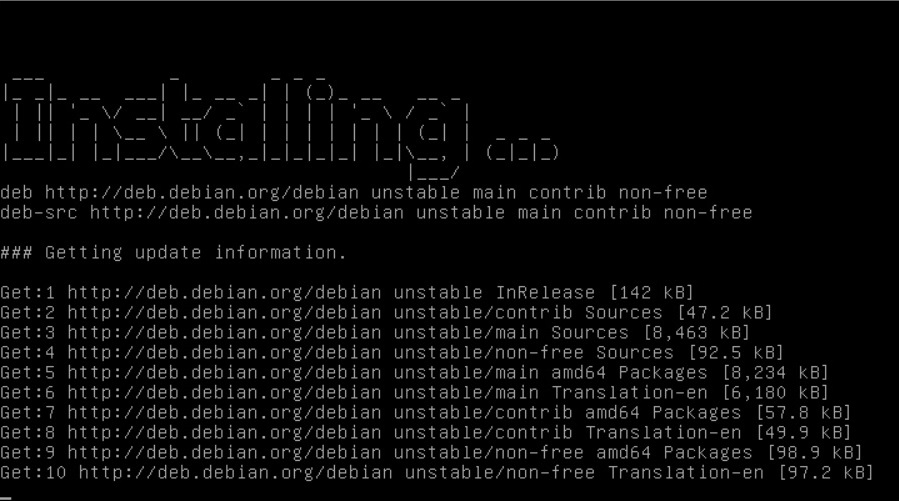 Installing...
deb http://deb.debian.org/debian unstable main contrib non-free
deb-src http://deb.debian.org/debian unstable main contrib non-free
### Getting update information.
Get:1 http://deb.debian.org/debian unstable InRelease [142 kB]
Get:2 http://deb.debian.org/debian unstable/contrib Sources [47.2 kB]
Get:3 http://deb.debian.org/debian unstable/main Sources [8,463 kB]
Get:4 http://deb.debian.org/debian unstable/non-free Sources [92.5 kB]
Get:5 http://deb.debian.org/debian unstable/main amd64 Packages [8,234 kB]
Get:6 http://deb.debian.org/debian unstable/main Translation-en [6,180 kB]
Get:7 http://deb.debian.org/debian unstable/contrib amd64 Packages [57.8 kB]
Get:8 http://deb.debian.org/debian unstable/contrib Translation-en [49.9 kB]
Get:9 http://deb.debian.org/debian unstable/non-free amd64 Packages [98.9 kB]
Get:10 http://deb.debian.org/debian unstable/non-free Translation-en [97.2 kB]